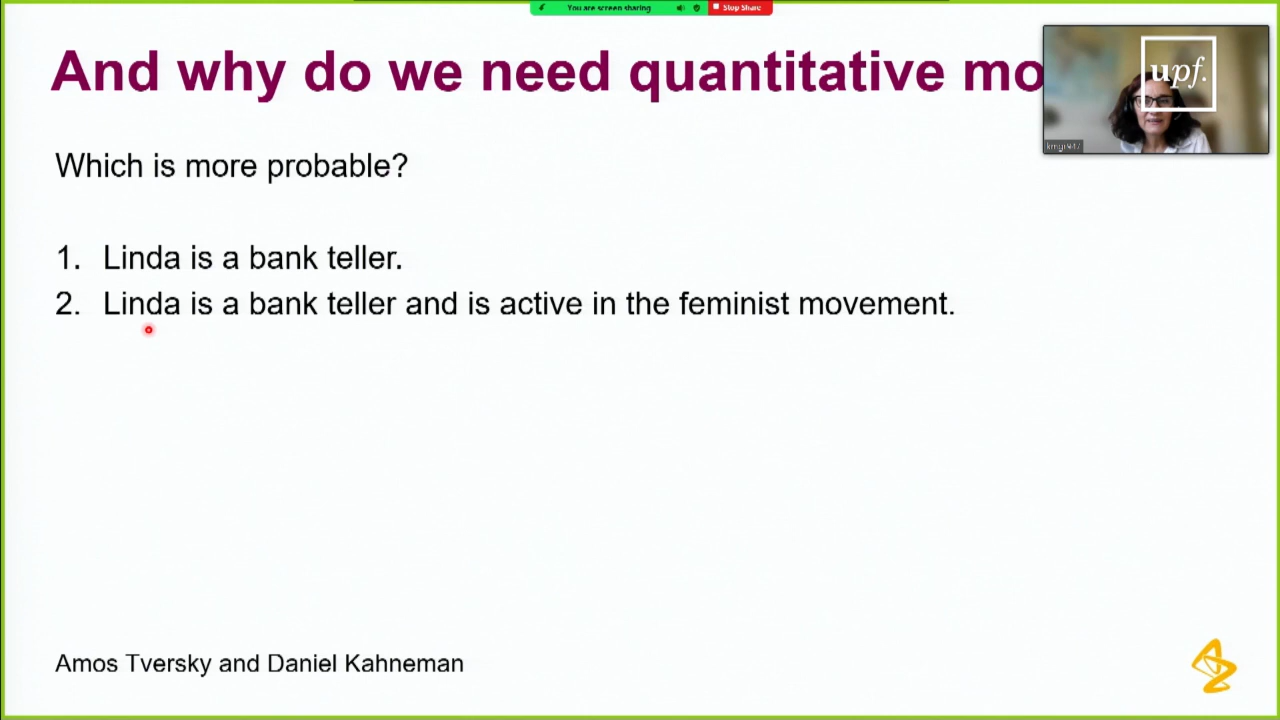 You are screen sharing
Stop Share
And why do we need quantitative mo
upf.
Which is more probable?
1. Linda is a bank teller.
2. Linda is a bank teller and is active in the feminist movement.
Amos Tversky and Daniel Kahneman